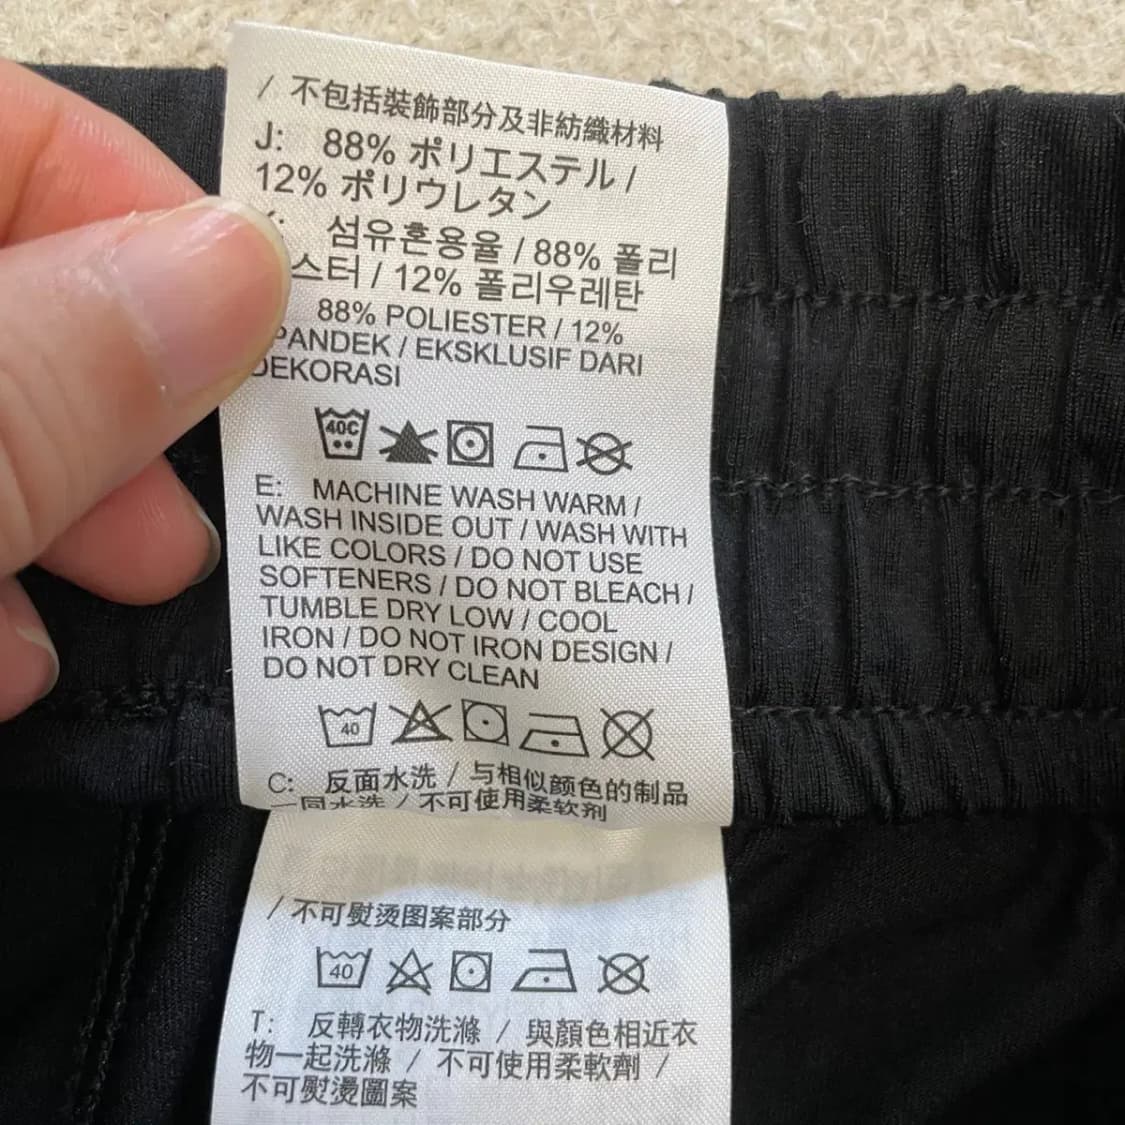 / 不包括裝飾部分及非紡織材料
J: 88% ポリエステル /
12% ポリウレタン
섬유혼용율 / 88% 폴리
스터 / 12% 폴리우레탄
88% POLIESTER / 12%
PANDEK / EKSKLUSIF DARI
DEKORASI
40C
E: MACHINE WASH WARM /
WASH INSIDE OUT / WASH WITH
LIKE COLORS / DO NOT USE
SOFTENERS / DO NOT BLEACH /
TUMBLE DRY LOW / COOL
IRON / DO NOT IRON DESIGN /
DO NOT DRY CLEAN
40
C: 反面水洗 / 与相似颜色的制品
一同水洗 / 不可使用柔软剂
/ 不可熨烫图案部分
40
T: 反轉衣物洗滌 / 與顏色相近衣
物一起洗滌 / 不可使用柔軟劑 /
不可熨燙圖案